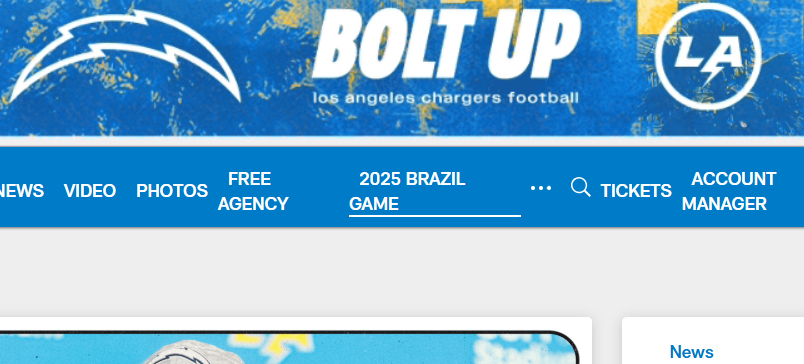 BOLT UP
los angeles chargers football
LA
NEWS VIDEO PHOTOS FREE AGENCY 2025 BRAZIL GAME ... TICKETS ACCOUNT MANAGER
News